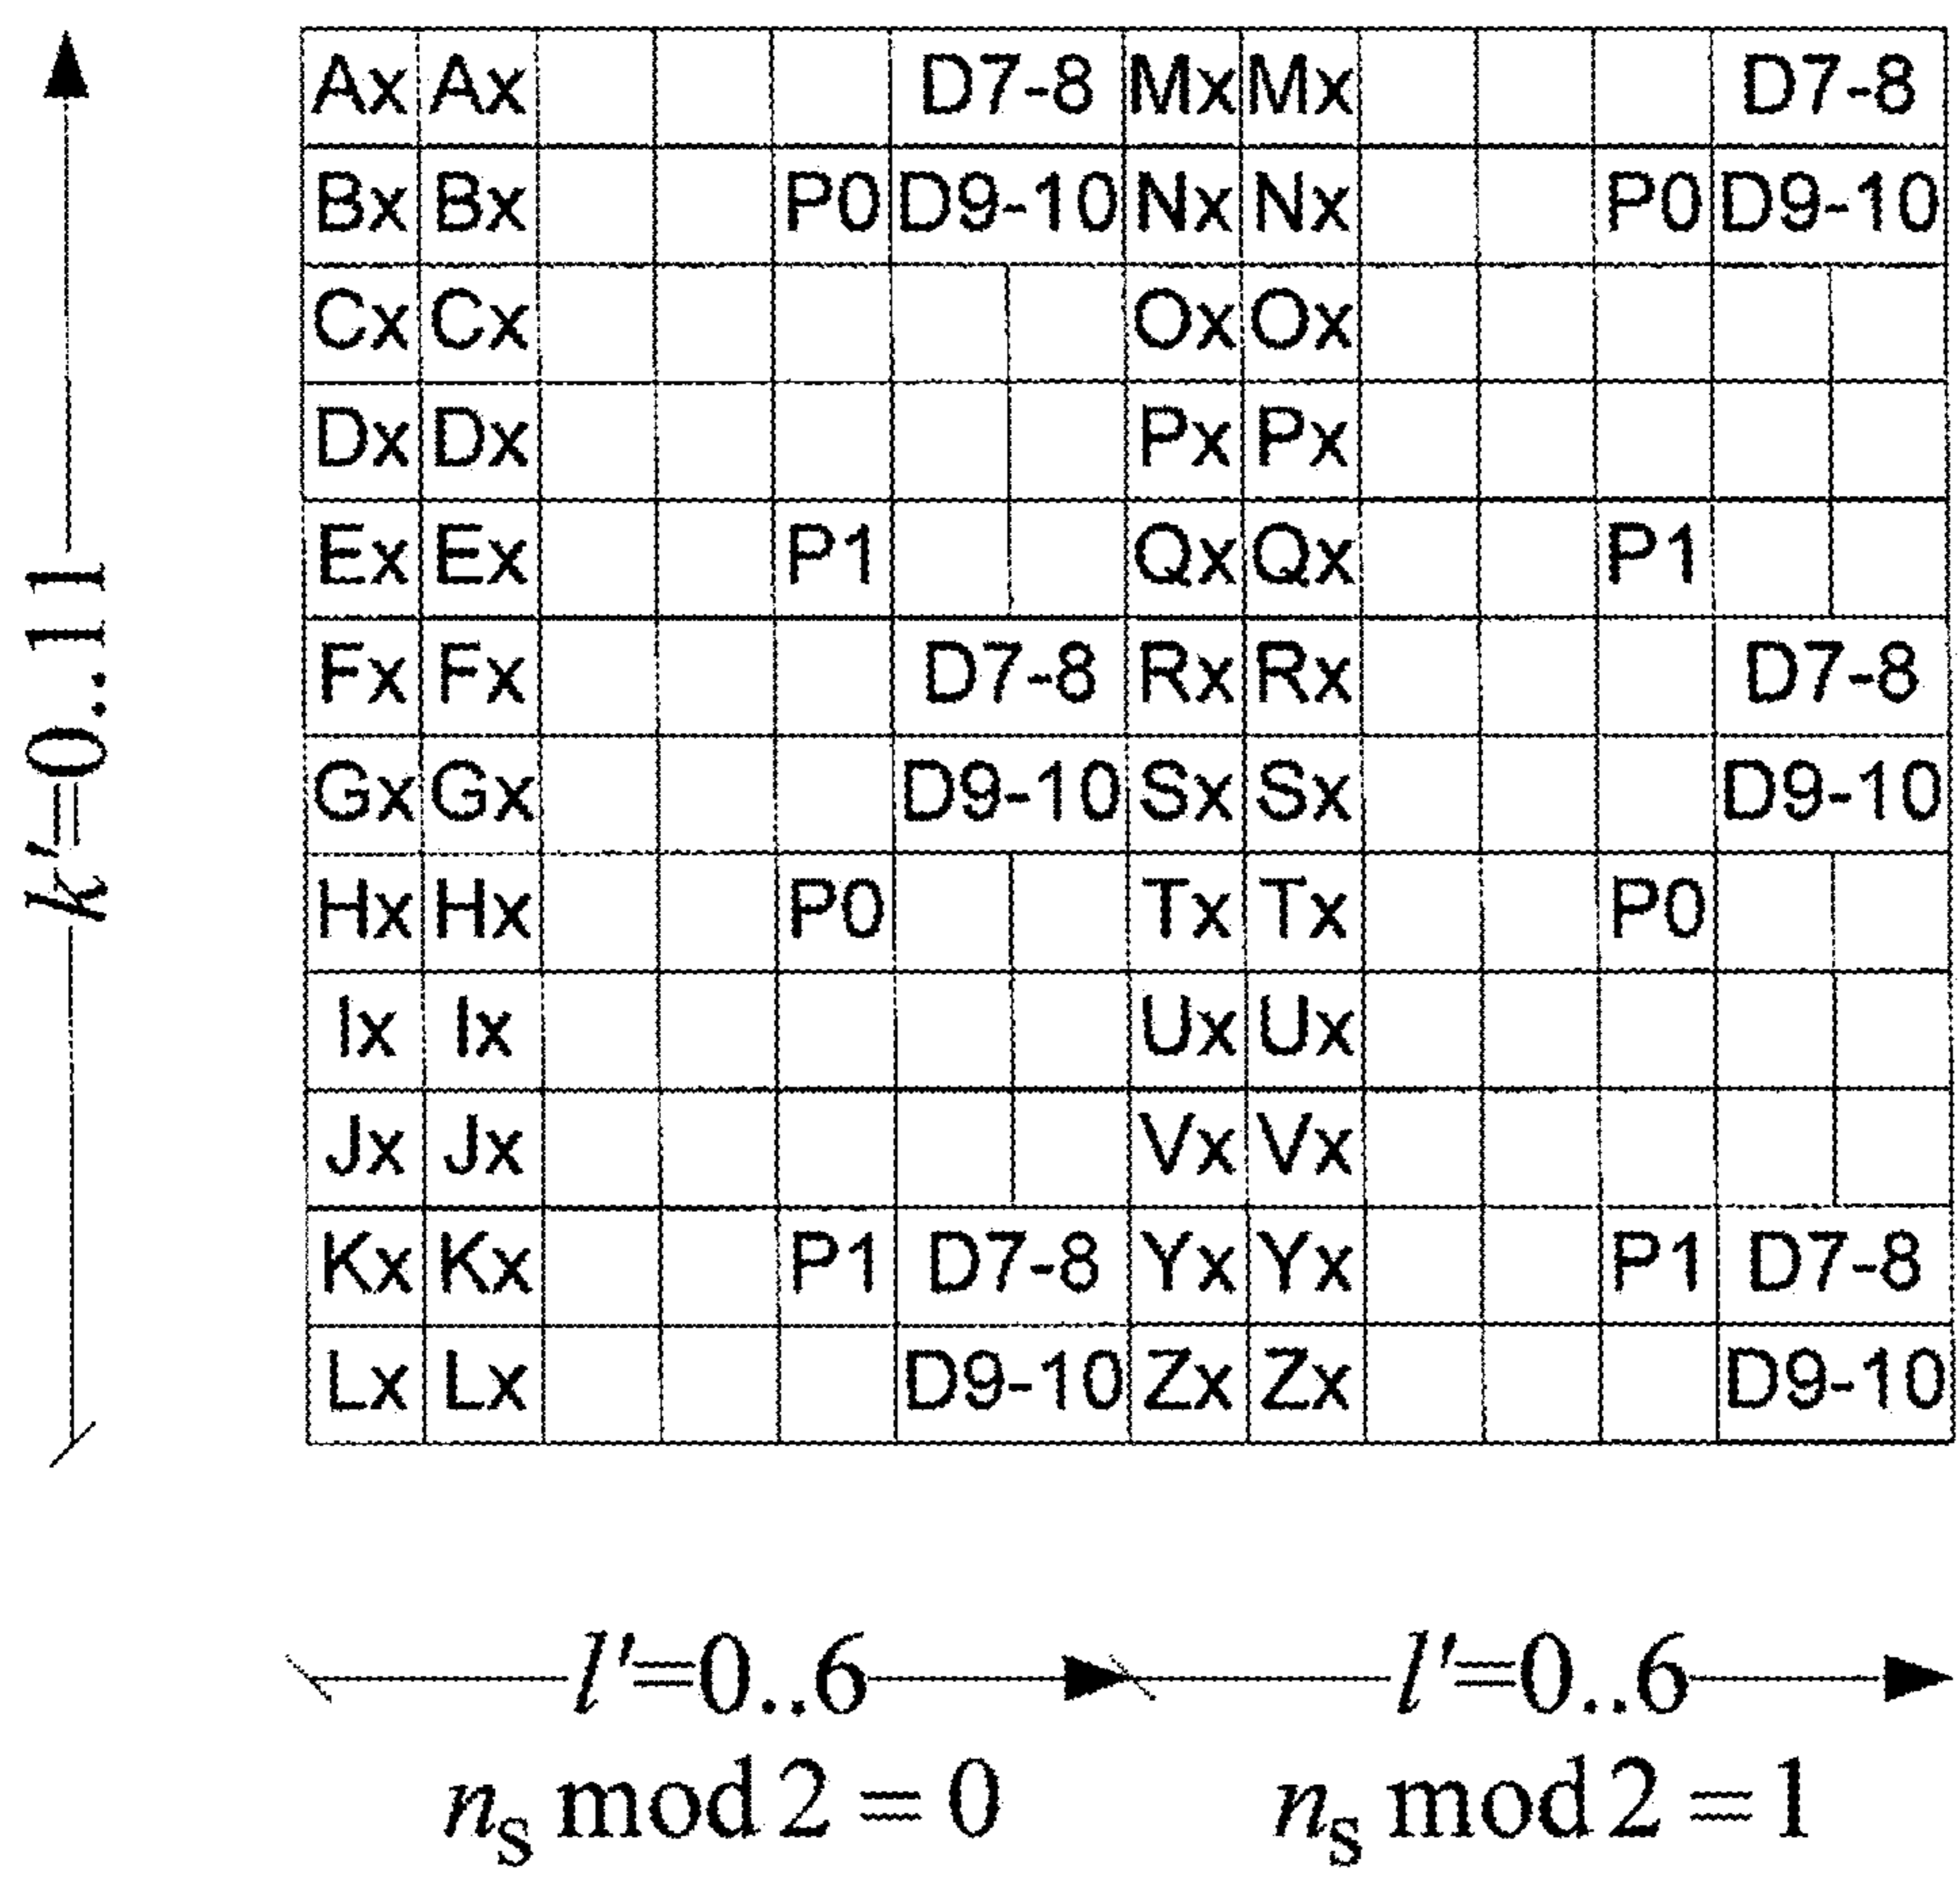 Ax Ax D7-8 Mx Mx D7-8
Bx Bx P0 D9-10 Nx Nx P0 D9-10
Cx Cx Ox Ox
Dx Dx Px Px
Ex Ex P1 Qx Qx P1
Fx Fx D7-8 Rx Rx D7-8
Gx Gx D9-10 Sx Sx D9-10
Hx Hx P0 Tx Tx P0
Ix Ix Ux Ux
Jx Jx Vx Vx
Kx Kx P1 D7-8 Yx Yx P1 D7-8
Lx Lx D9-10 Zx Zx D9-10
k'=0..11
l'=0..6 l'=0..6
ns mod 2 = 0 ns mod 2 = 1